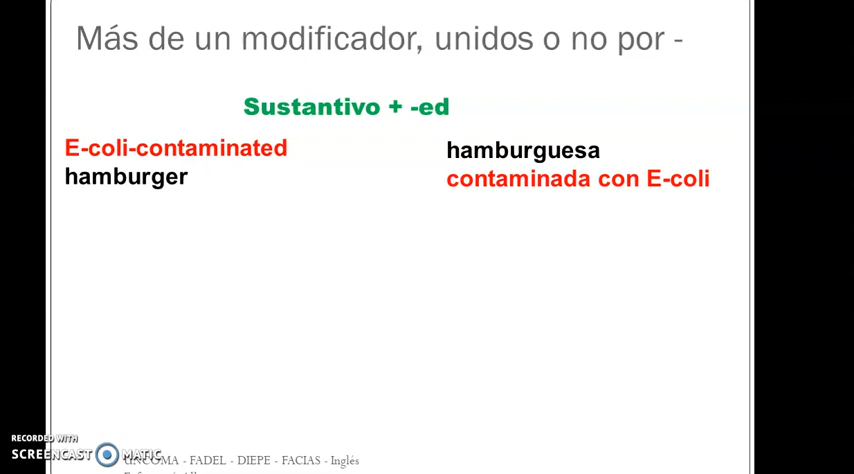 Más de un modificador, unidos o no por -
Sustantivo + -ed
E-coli-contaminated
hamburger
hamburguesa
contaminada con E-coli
RECORDED WITH
SCREENCAST MATIC
UNCOMA - FADEL - DIEPE - FACIAS - Inglés